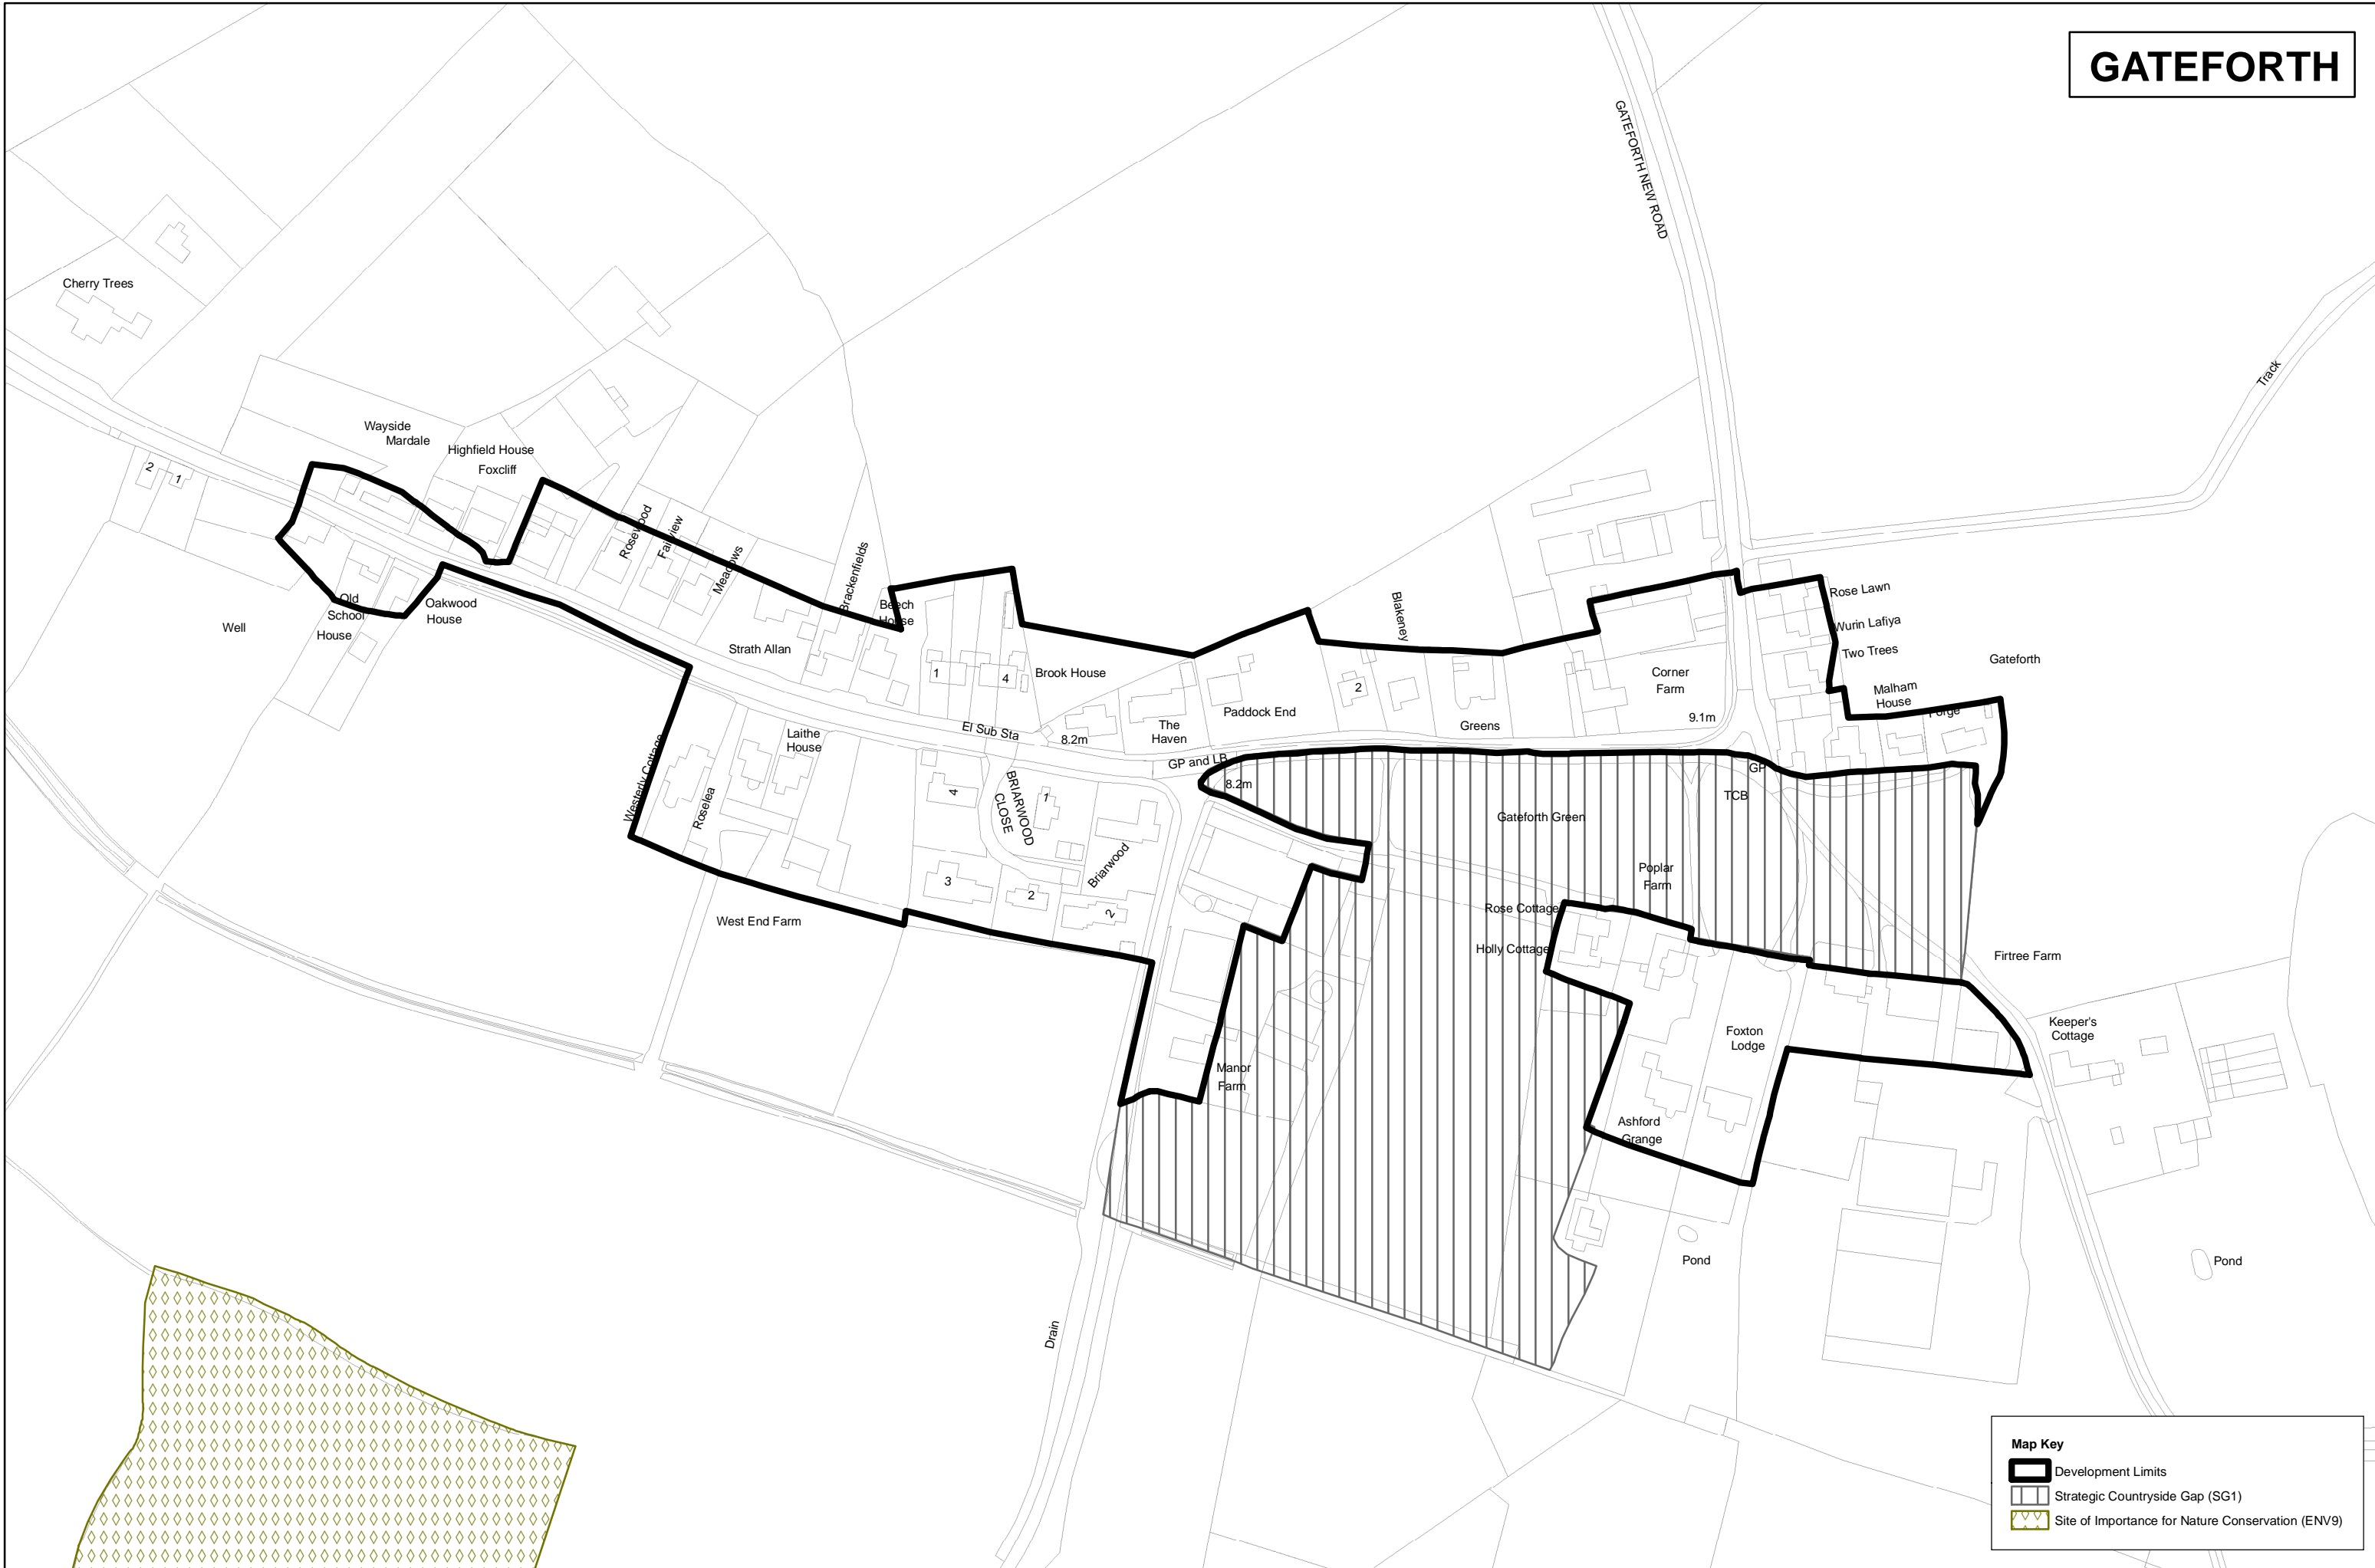 GATEFORTH
GATEFORTH NEW ROAD
Cherry Trees
Track
Wayside
Mardale
Highfield House
Foxcliff
2
1
Rosewood
Fairview
Meadows
Brackenfields
Beech
House
Blakeney
Old
School
House
Oakwood
House
Well
Strath Allan
Rose Lawn
Wurin Lafiya
Two Trees
Gateforth
Malham
House
Forge
1
4
Brook House
2
Corner
Farm
Paddock End
The
Haven
Greens
9.1m
El Sub Sta
8.2m
Laithe
House
Westerly Cottage
Roselea
GP and LB
8.2m
GP
TCB
BRIARWOOD
CLOSE
4
1
Gateforth Green
Briarwood
Poplar
Farm
3
2
2
Rose Cottage
West End Farm
Holly Cottage
Firtree Farm
Keeper's
Cottage
Foxton
Lodge
Manor
Farm
Ashford
Grange
Pond
Pond
Drain
Map Key
Development Limits
Strategic Countryside Gap (SG1)
Site of Importance for Nature Conservation (ENV9)